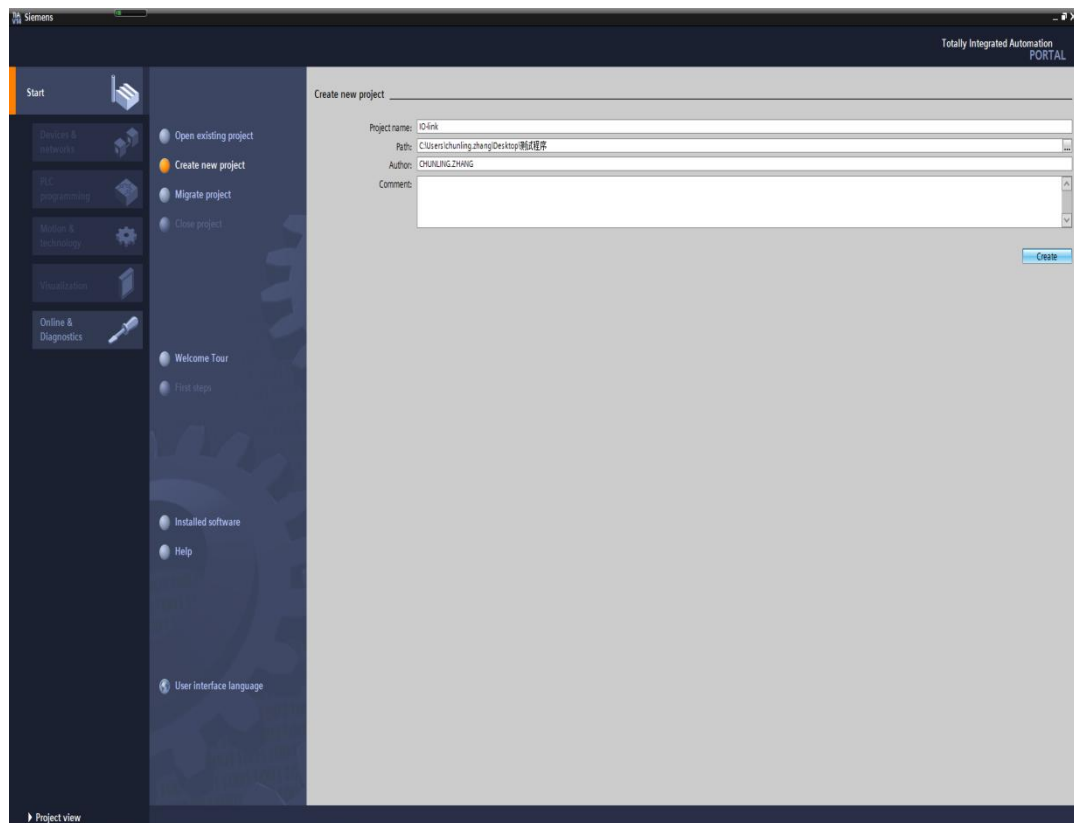 Siemens
Totally Integrated Automation
PORTAL
Start
Devices &
networks
PLC
programming
Motion &
technology
Visualization
Online &
Diagnostics
Open existing project
Create new project
Migrate project
Close project
Welcome Tour
First steps
Installed software
Help
User interface language
Create new project
Project name: IO-link
Path: C:\Users\chunling.zhang\Desktop\测试程序
...
Author: CHUNLING.ZHANG
Comment:
Create
Project view